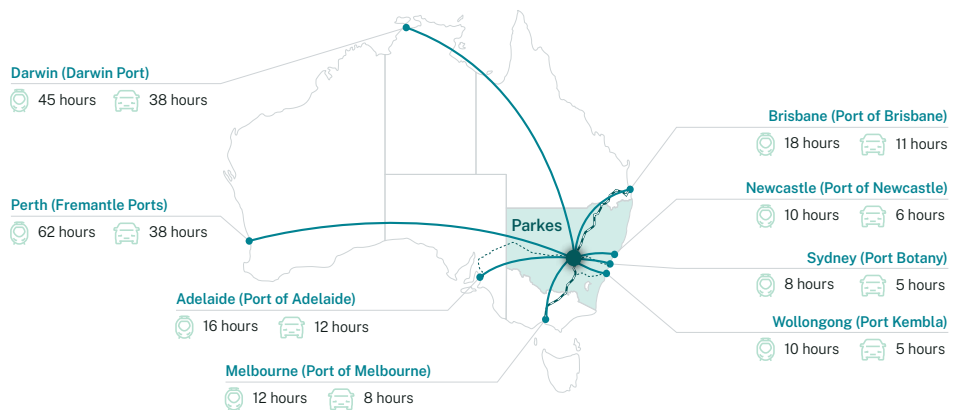 Darwin (Darwin Port)
45 hours 38 hours
Perth (Fremantle Ports)
62 hours 38 hours
Adelaide (Port of Adelaide)
16 hours 12 hours
Melbourne (Port of Melbourne)
12 hours 8 hours
Parkes
Brisbane (Port of Brisbane)
18 hours 11 hours
Newcastle (Port of Newcastle)
10 hours 6 hours
Sydney (Port Botany)
8 hours 5 hours
Wollongong (Port Kembla)
10 hours 5 hours